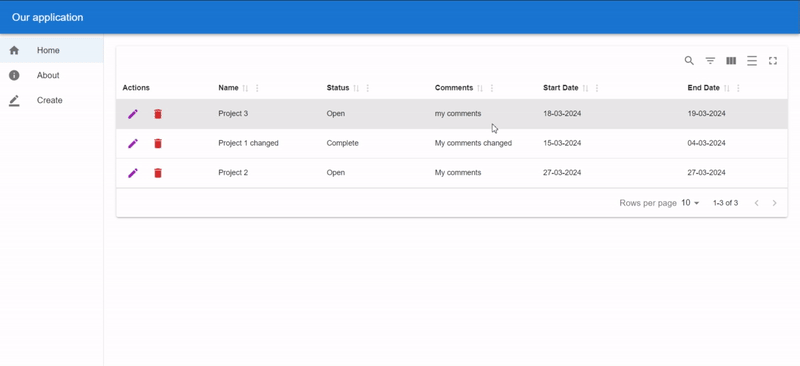 Our application
Home
About
Create
Actions Name Status Comments Start Date End Date
Project 3 Open my comments 18-03-2024 19-03-2024
Project 1 changed Complete My comments changed 15-03-2024 04-03-2024
Project 2 Open My comments 27-03-2024 27-03-2024
Rows per page 10 1-3 of 3